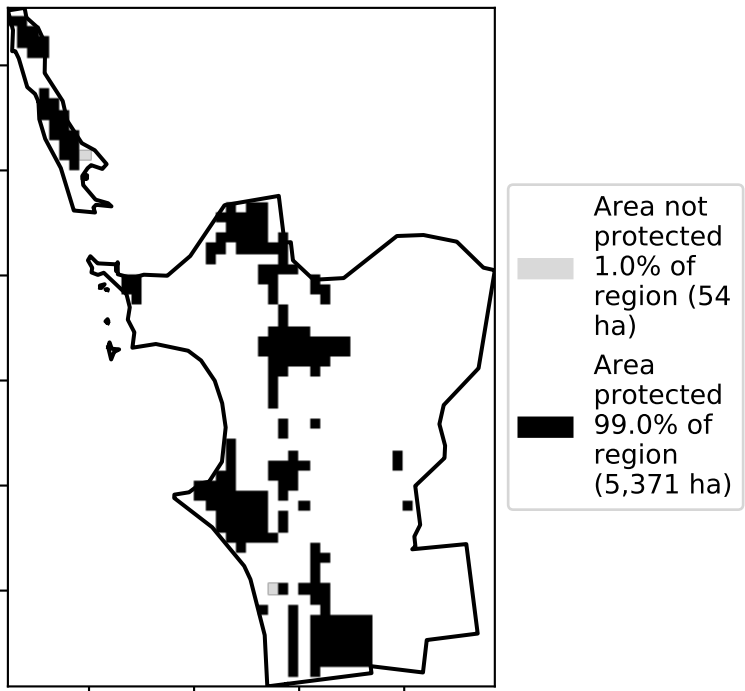 Area not
protected
1.0% of
region (54
ha)
Area
protected
99.0% of
region
(5,371 ha)